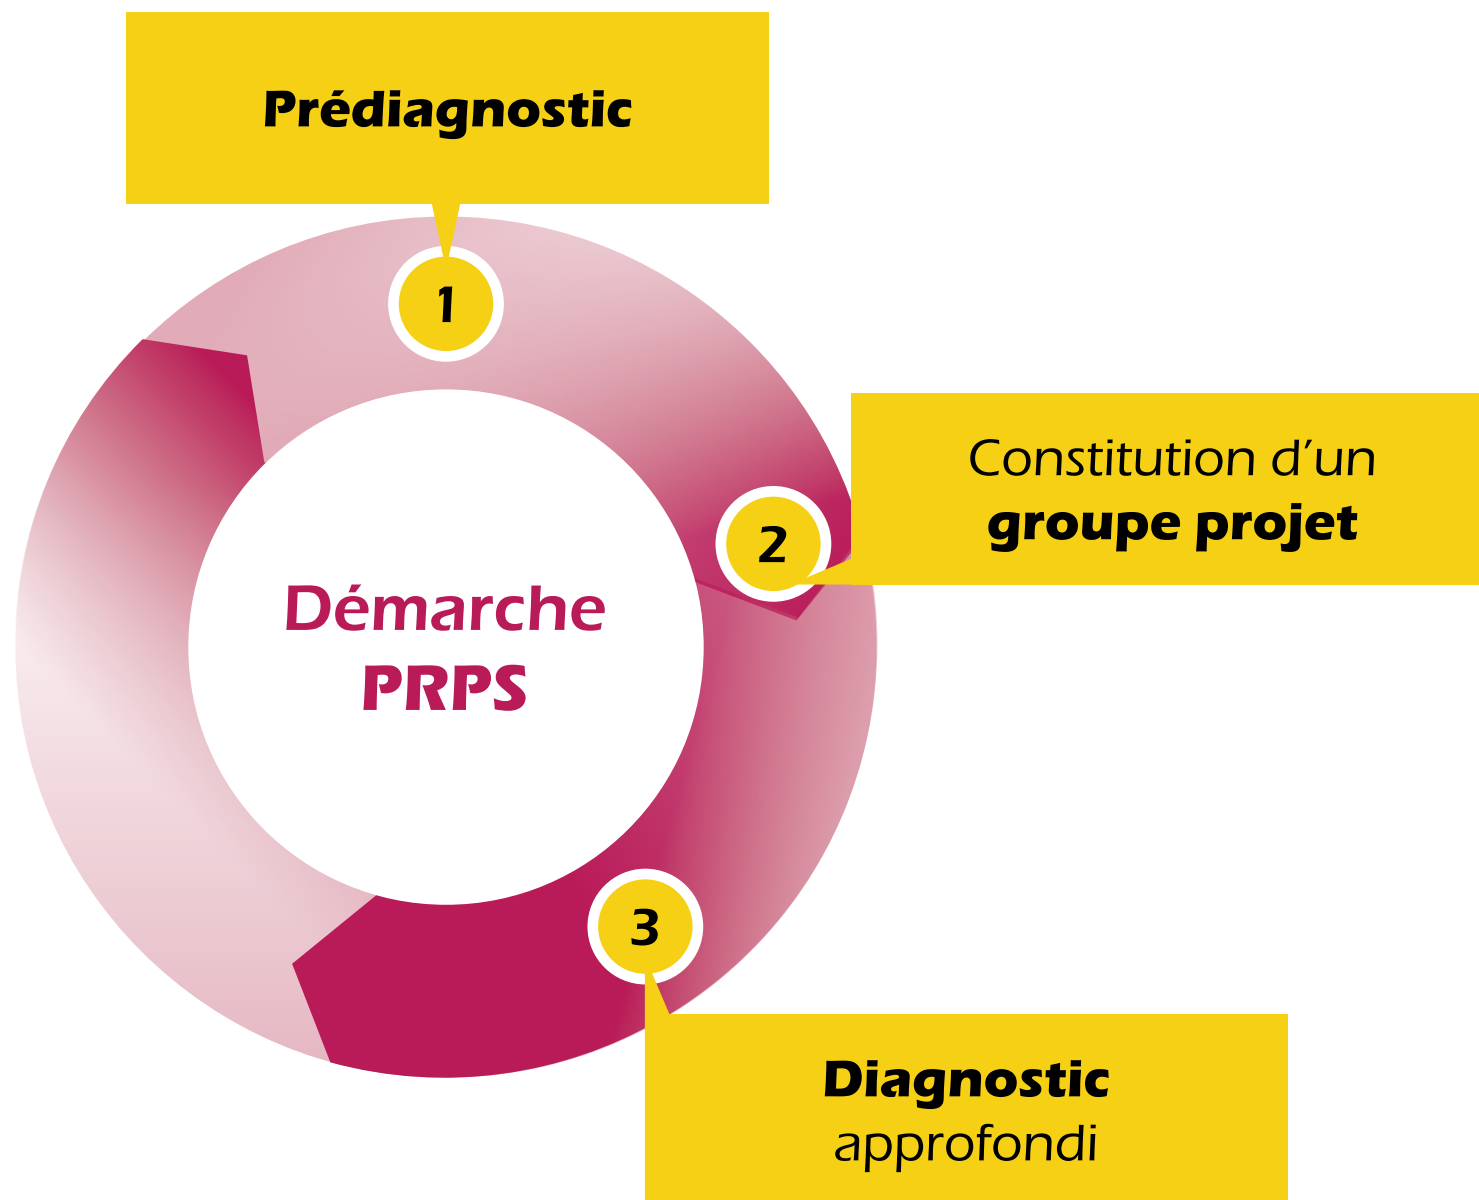 Prédiagnostic
1
Constitution d’un
groupe projet
2
Démarche
PRPS
3
Diagnostic
approfondi